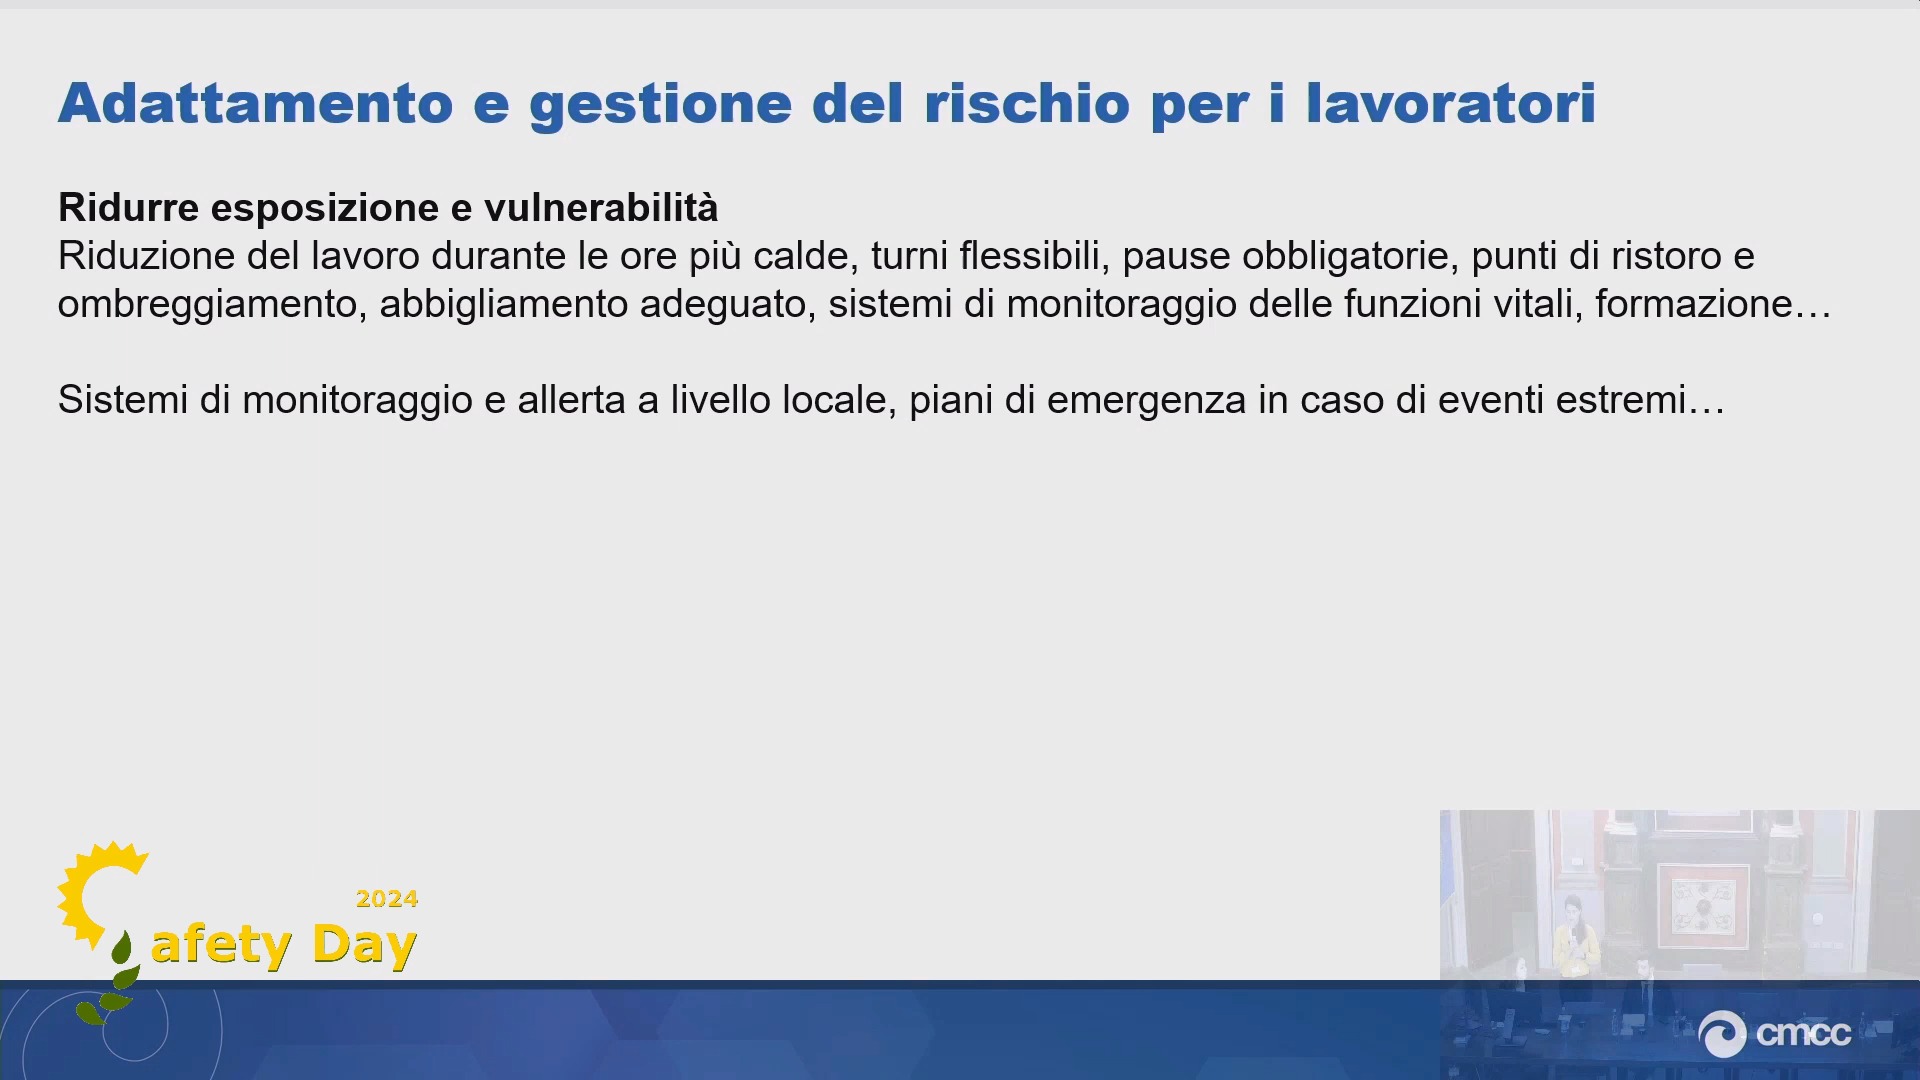 Adattamento e gestione del rischio per i lavoratori
Ridurre esposizione e vulnerabilità
Riduzione del lavoro durante le ore più calde, turni flessibili, pause obbligatorie, punti di ristoro e
ombreggiamento, abbigliamento adeguato, sistemi di monitoraggio delle funzioni vitali, formazione…
Sistemi di monitoraggio e allerta a livello locale, piani di emergenza in caso di eventi estremi…
2024
afety Day
cmcc